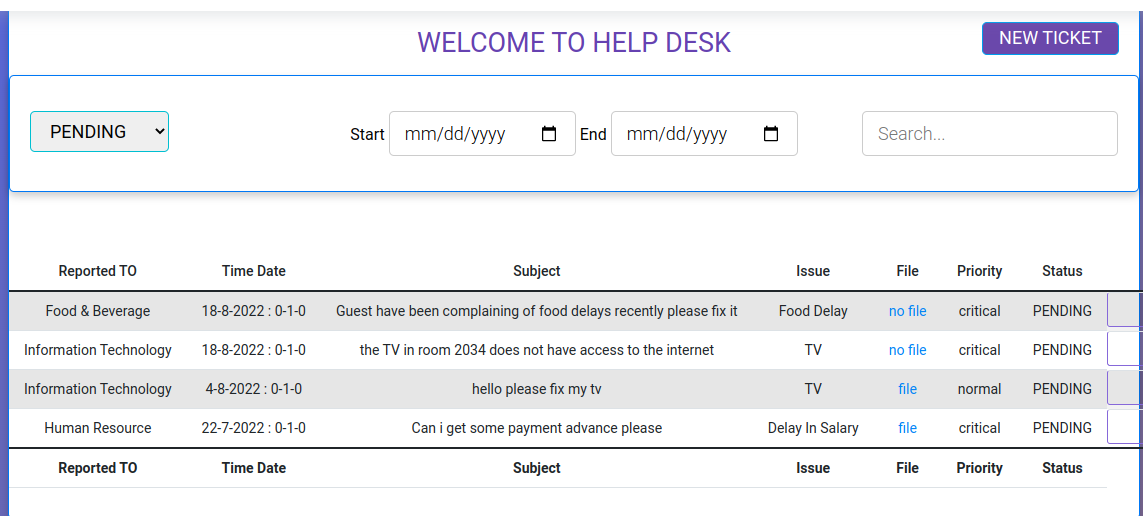 WELCOME TO HELP DESK
NEW TICKET
PENDING Start mm/dd/yyyy End mm/dd/yyyy Search...
Reported TO Time Date Subject Issue File Priority Status
Food & Beverage 18-8-2022 : 0-1-0 Guest have been complaining of food delays recently please fix it Food Delay no file critical PENDING
Information Technology 18-8-2022 : 0-1-0 the TV in room 2034 does not have access to the internet TV no file critical PENDING
Information Technology 4-8-2022 : 0-1-0 hello please fix my tv TV file normal PENDING
Human Resource 22-7-2022 : 0-1-0 Can i get some payment advance please Delay In Salary file critical PENDING
Reported TO Time Date Subject Issue File Priority Status